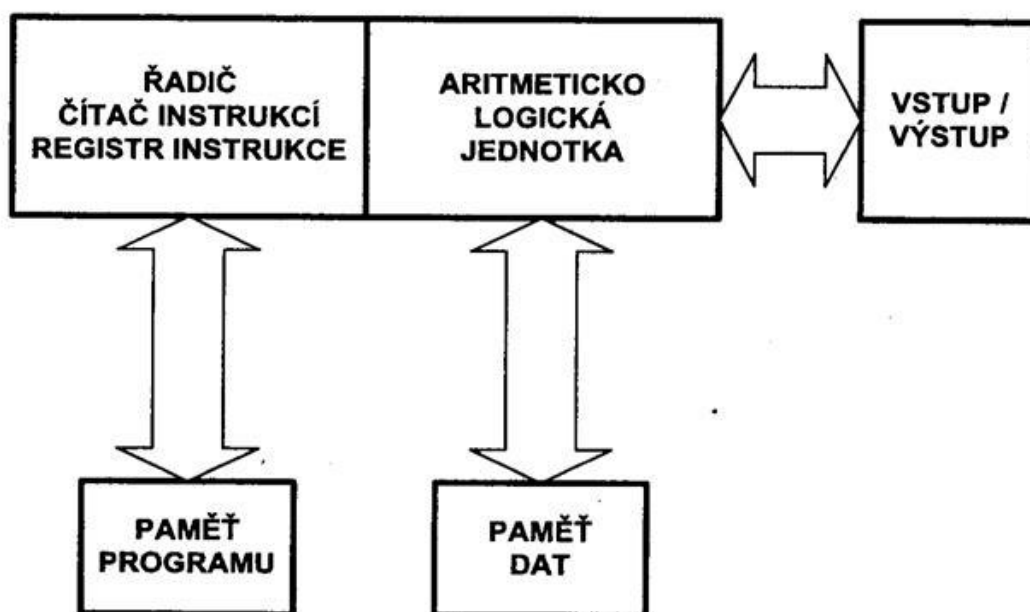 ŘADIČ
ČÍTAČ INSTRUKCÍ
REGISTR INSTRUKCE
ARITMETICKO
LOGICKÁ
JEDNOTKA
VSTUP /
VÝSTUP
PAMĚŤ
PROGRAMU
PAMĚŤ
DAT